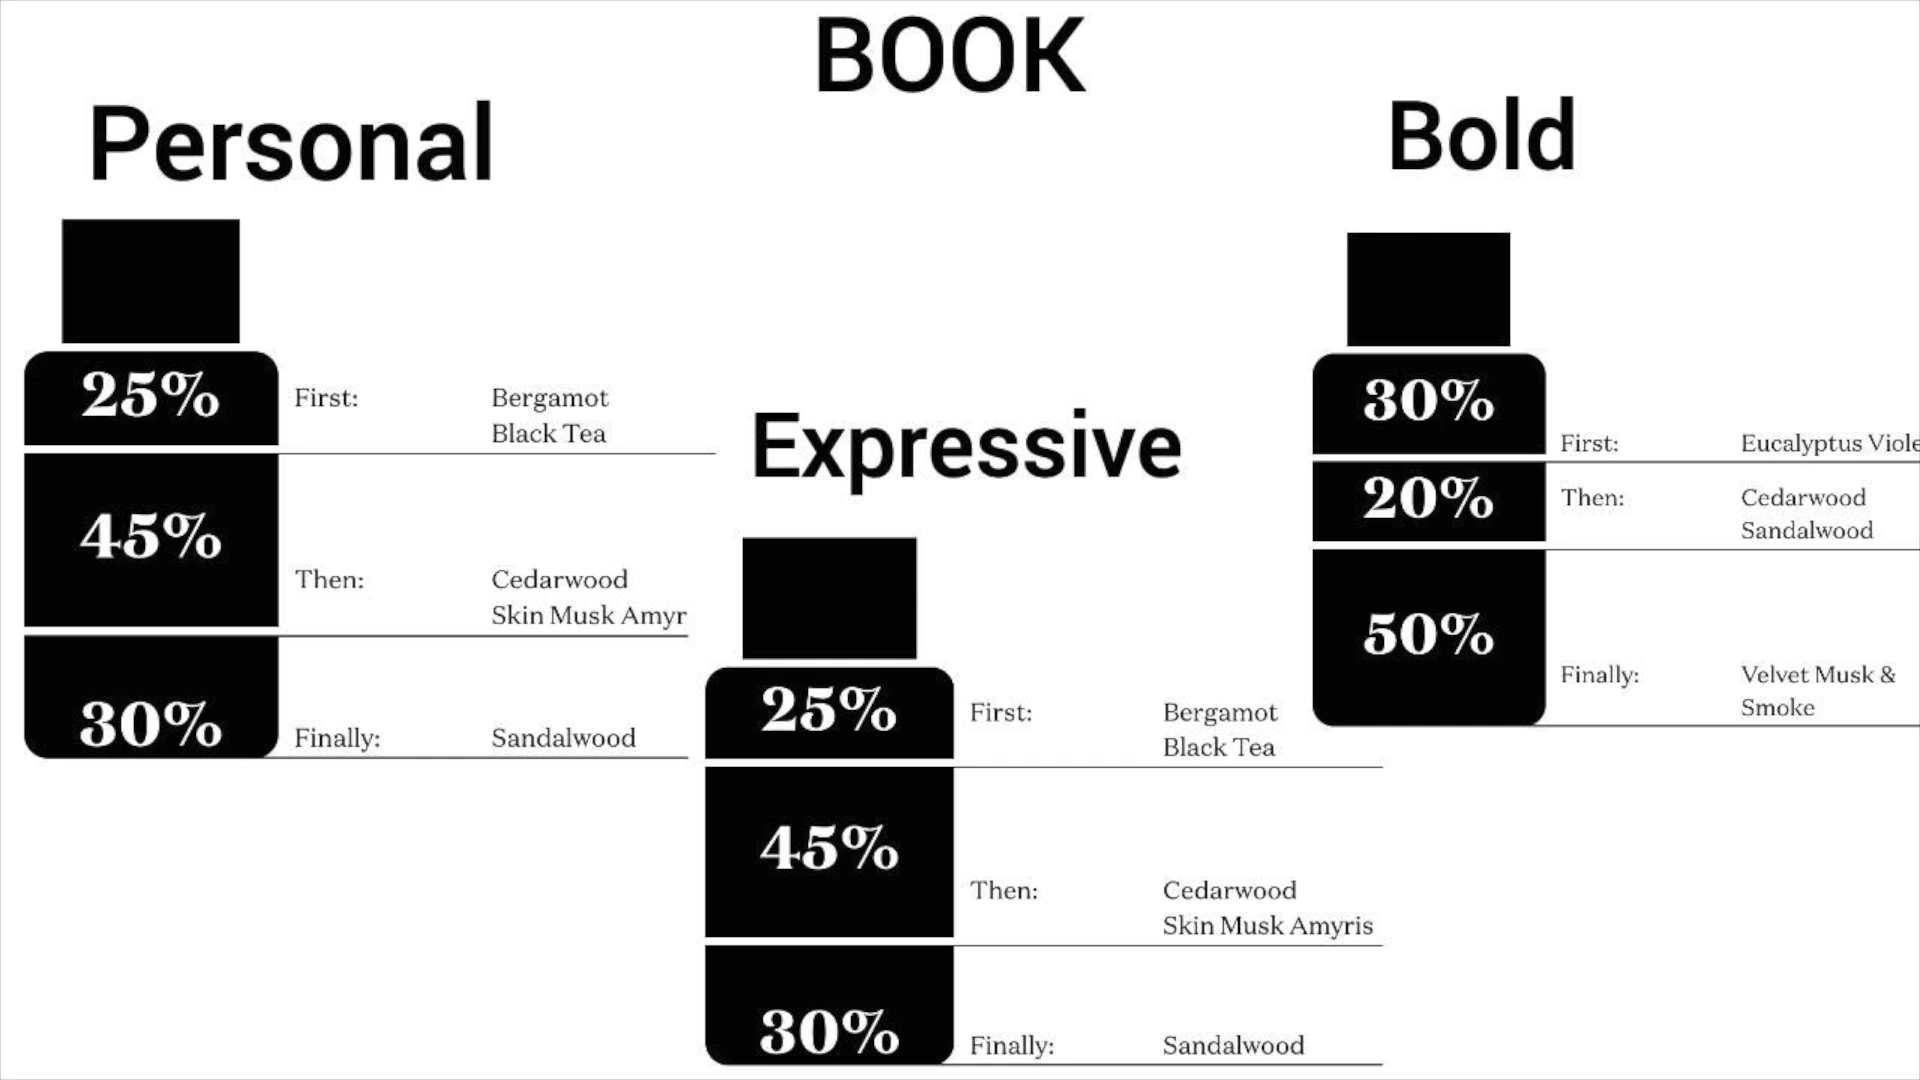 BOOK
Personal
25%
First: Bergamot
Black Tea
45%
Then: Cedarwood
Skin Musk Amyr
30%
Finally: Sandalwood
Expressive
25%
First: Bergamot
Black Tea
45%
Then: Cedarwood
Skin Musk Amyris
30%
Finally: Sandalwood
Bold
30%
First: Eucalyptus Viole
20%
Then: Cedarwood
Sandalwood
50%
Finally: Velvet Musk &
Smoke